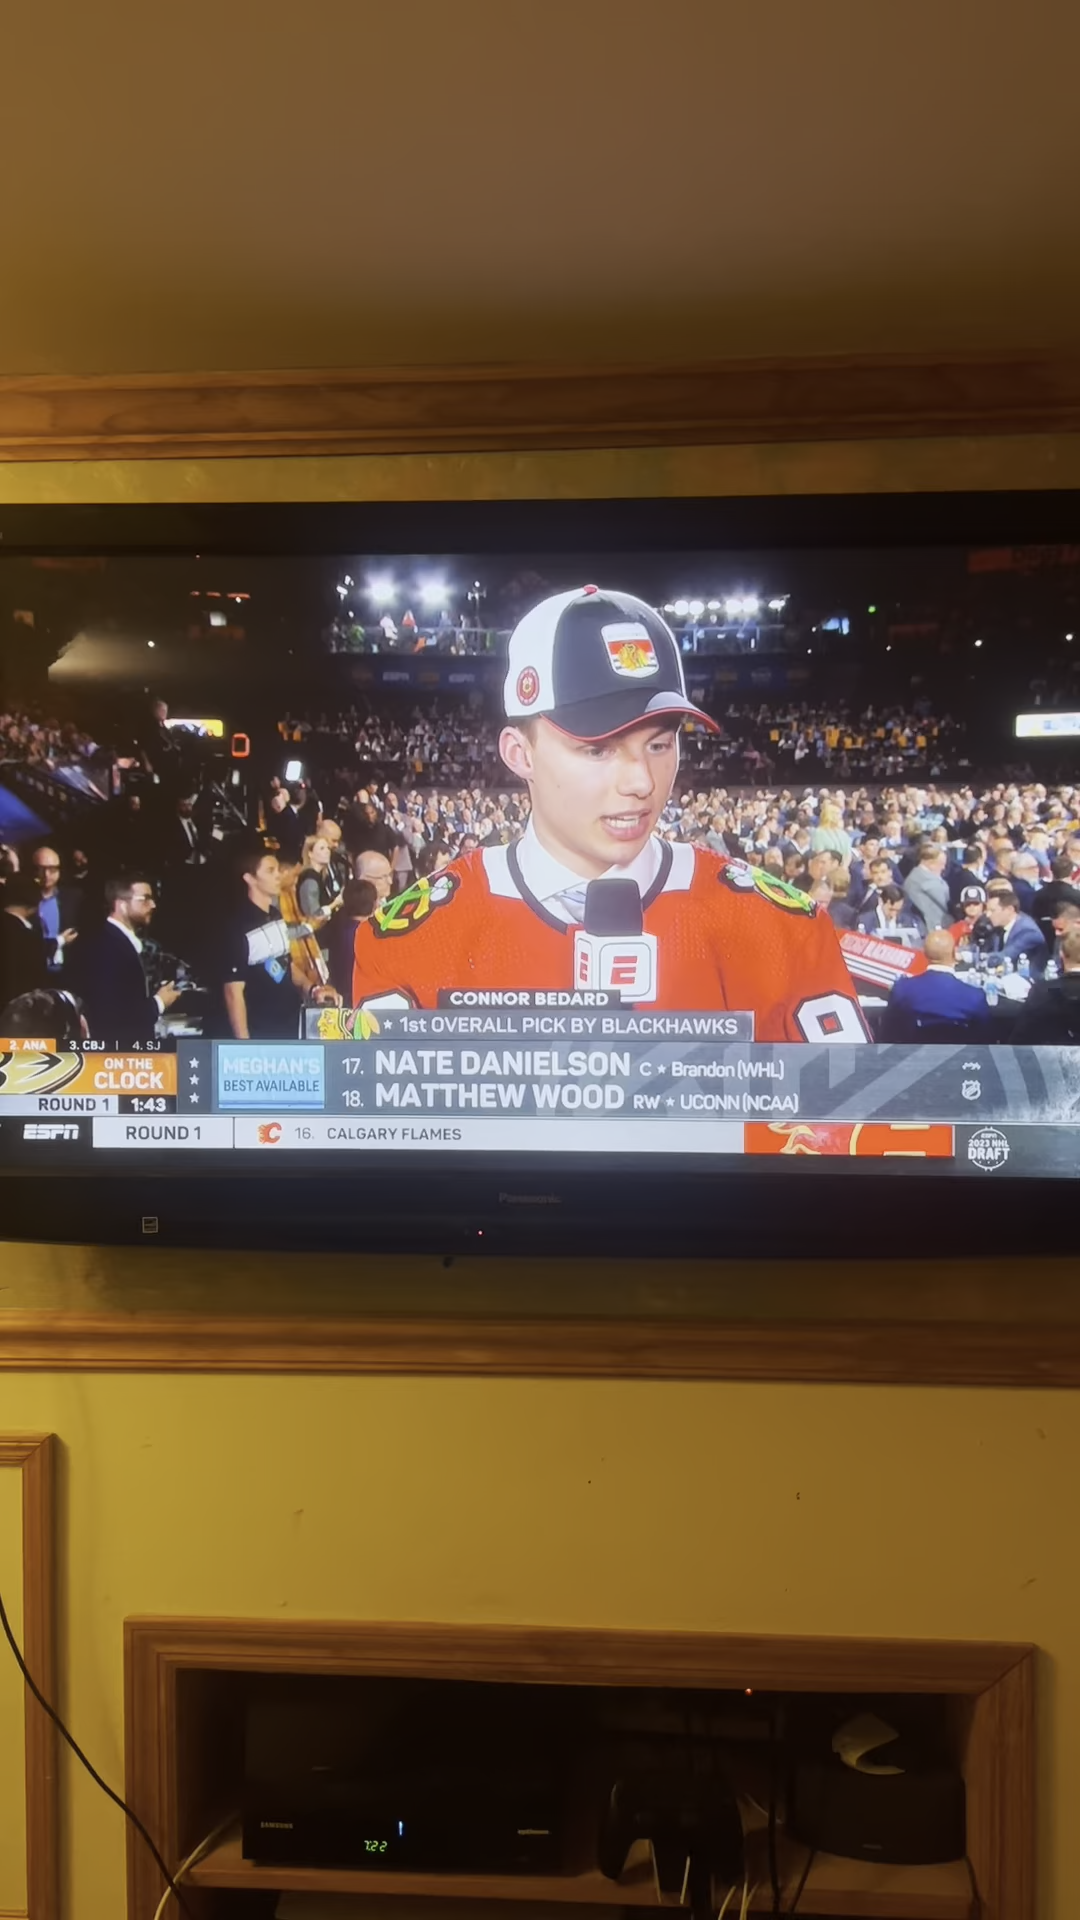 CONNOR BEDARD
1st OVERALL PICK BY BLACKHAWKS
2. ANA 3. CBJ | 4. SJ
ON THE
CLOCK
ROUND 1 1:43
MEGHAN'S
BEST AVAILABLE
17. NATE DANIELSON C ★ Brandon (WHL)
18. MATTHEW WOOD RW ★ UCONN (NCAA)
ESPN ROUND 1 16. CALGARY FLAMES
ESPN
2023 NHL
DRAFT
Panasonic
SAMSUNG
7:22